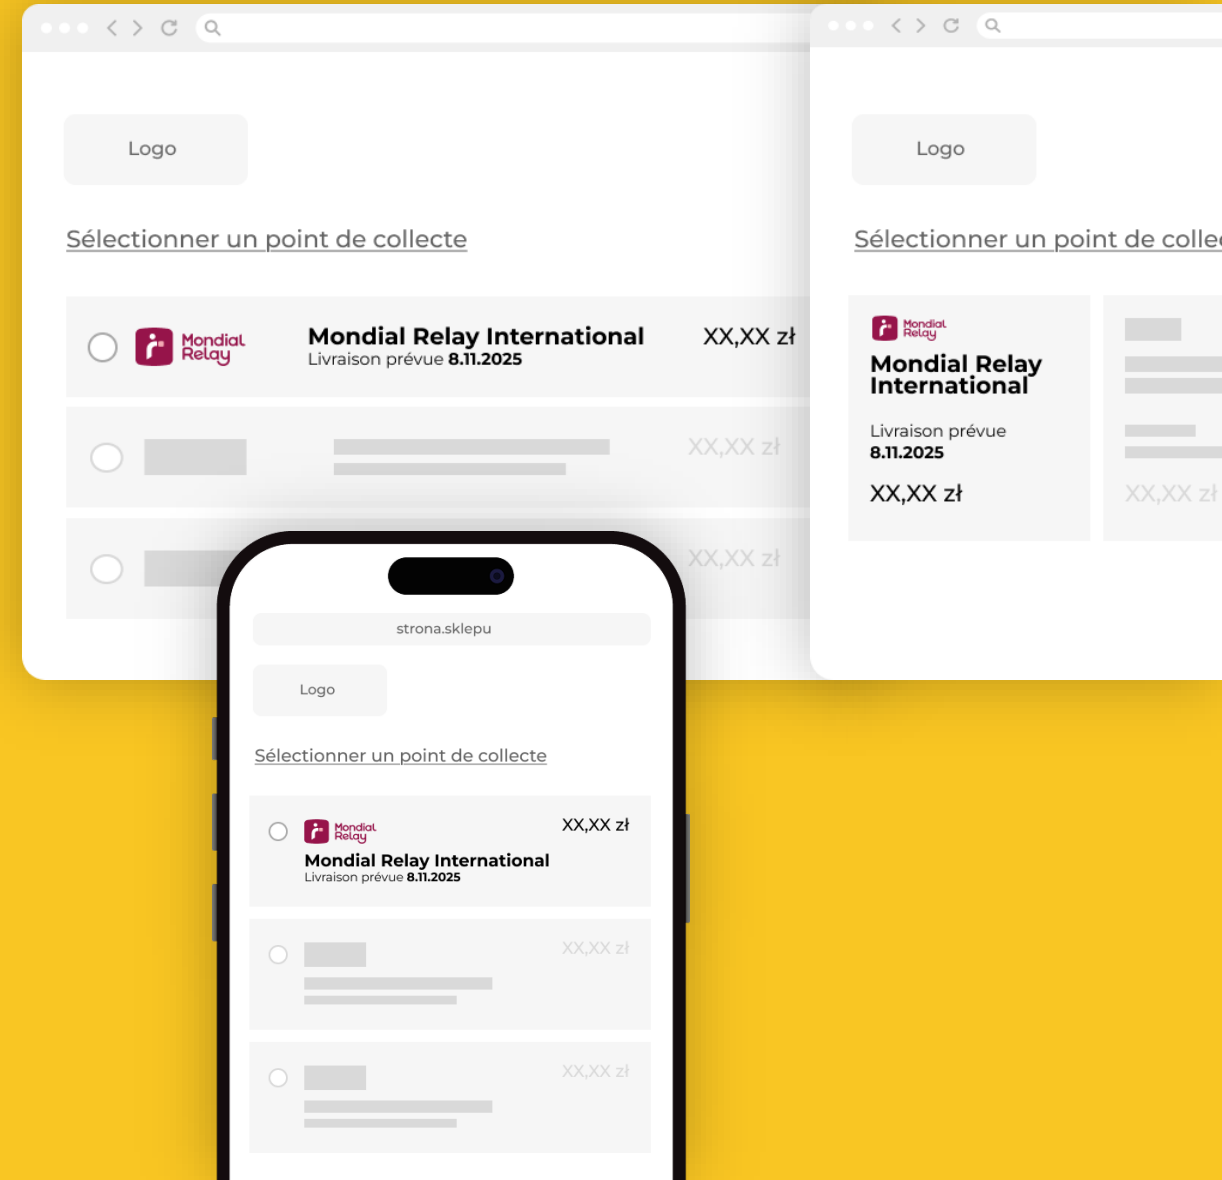 Logo
Sélectionner un point de collecte
Mondial
Relay
Mondial Relay International
Livraison prévue 8.11.2025
XX,XX zł
XX,XX zł
XX,XX zł
Logo
Sélectionner un point de
Mondial
Relay
Mondial Relay
International
Livraison prévue
8.11.2025
XX,XX zł
XX,XX zł
strona.sklepu
Logo
Sélectionner un point de collecte
Mondial
Relay
XX,XX zł
Mondial Relay International
Livraison prévue 8.11.2025
XX,XX zł
XX,XX zł